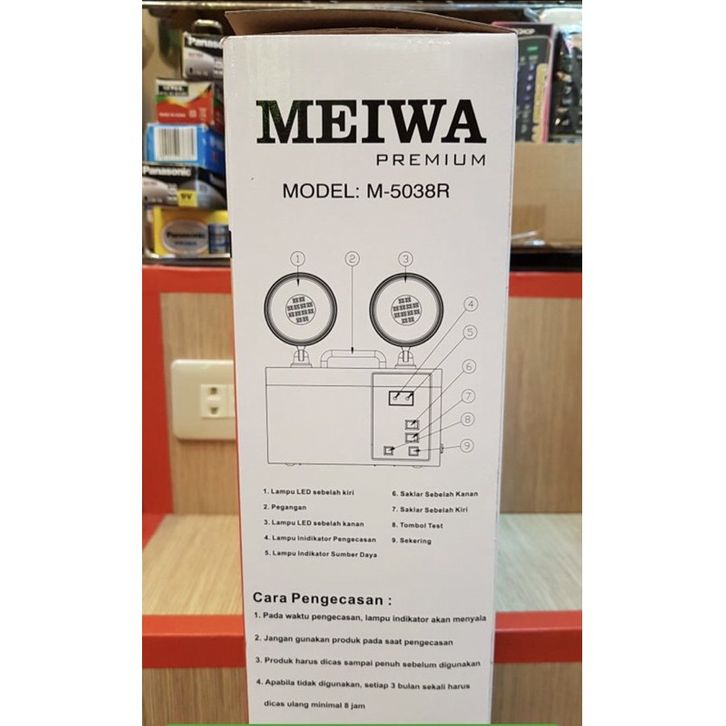 MEIWA
PREMIUM
MODEL: M-5038R
1
2
3
4
5
6
7
8
9
1. Lampu LED sebelah kiri
2. Pegangan
3. Lampu LED sebelah kanan
4. Lampu Inidikator Pengecasan
5. Lampu Indikator Sumber Daya
6. Saklar Sebelah Kanan
7. Saklar Sebelah Kiri
8. Tombol Test
9. Sekering
Cara Pengecasan :
1. Pada waktu pengecasan, lampu indikator akan menyala
2. Jangan gunakan produk pada saat pengecasan
3. Produk harus dicas sampai penuh sebelum digunakan
4. Apabila tidak digunakan, setiap 3 bulan sekali harus
dicas ulang minimal 8 jam
Panasonic
Panasonic
Panasonic